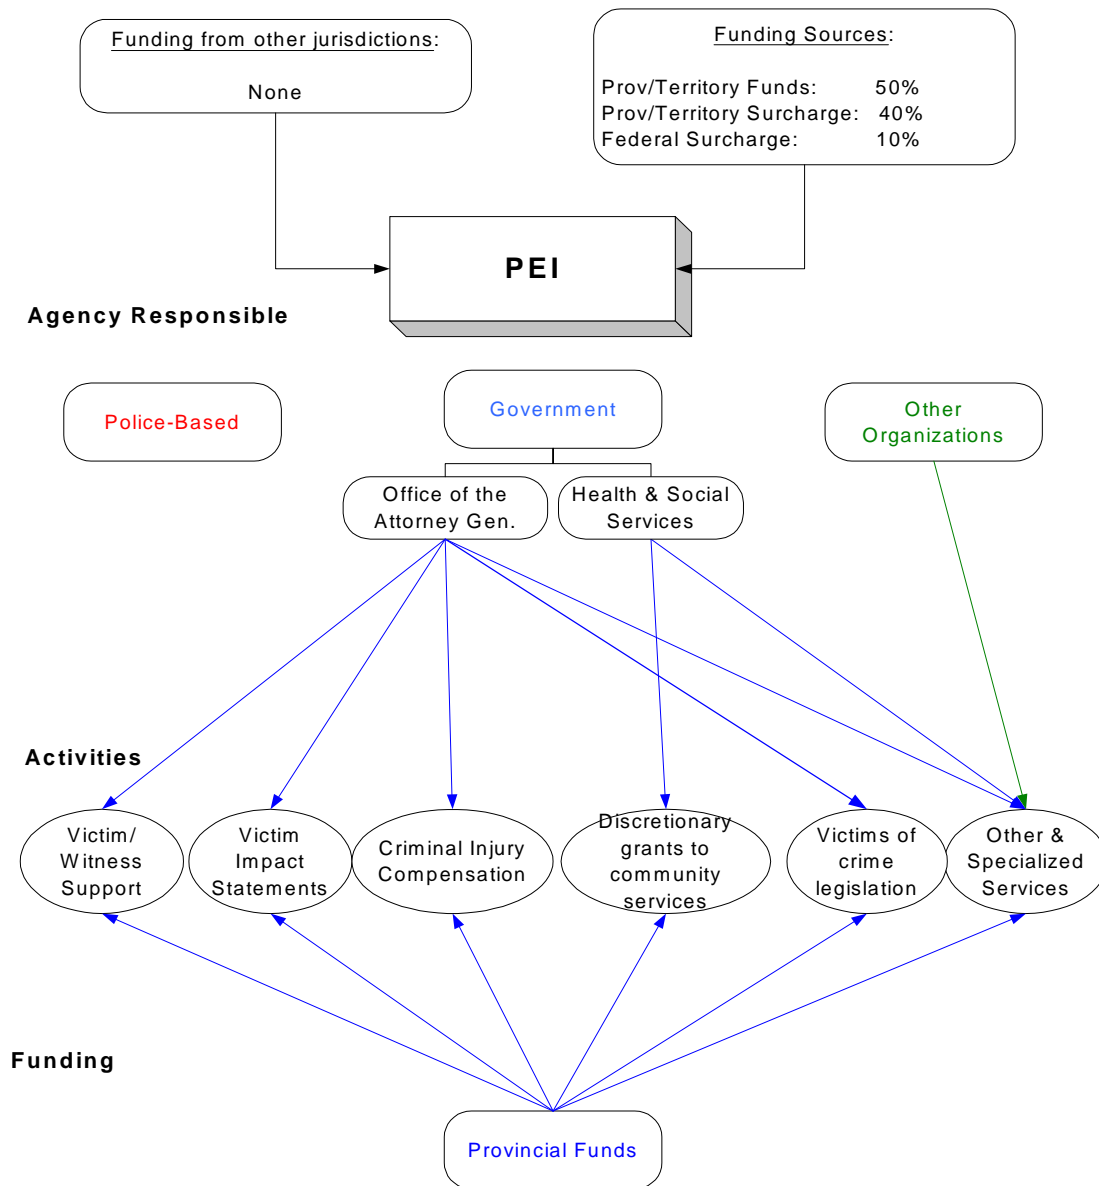 Funding from other jurisdictions:
None
Funding Sources:
Prov/Territory Funds: 50%
Prov/Territory Surcharge: 40%
Federal Surcharge: 10%
PEI
Agency Responsible
Police-Based
Government
Other
Organizations
Office of the
Attorney Gen.
Health & Social
Services
Activities
Victim/
Witness
Support
Victim
Impact
Statements
Criminal Injury
Compensation
Discretionary
grants to
community
services
Victims of
crime
legislation
Other &
Specialized
Services
Funding
Provincial Funds